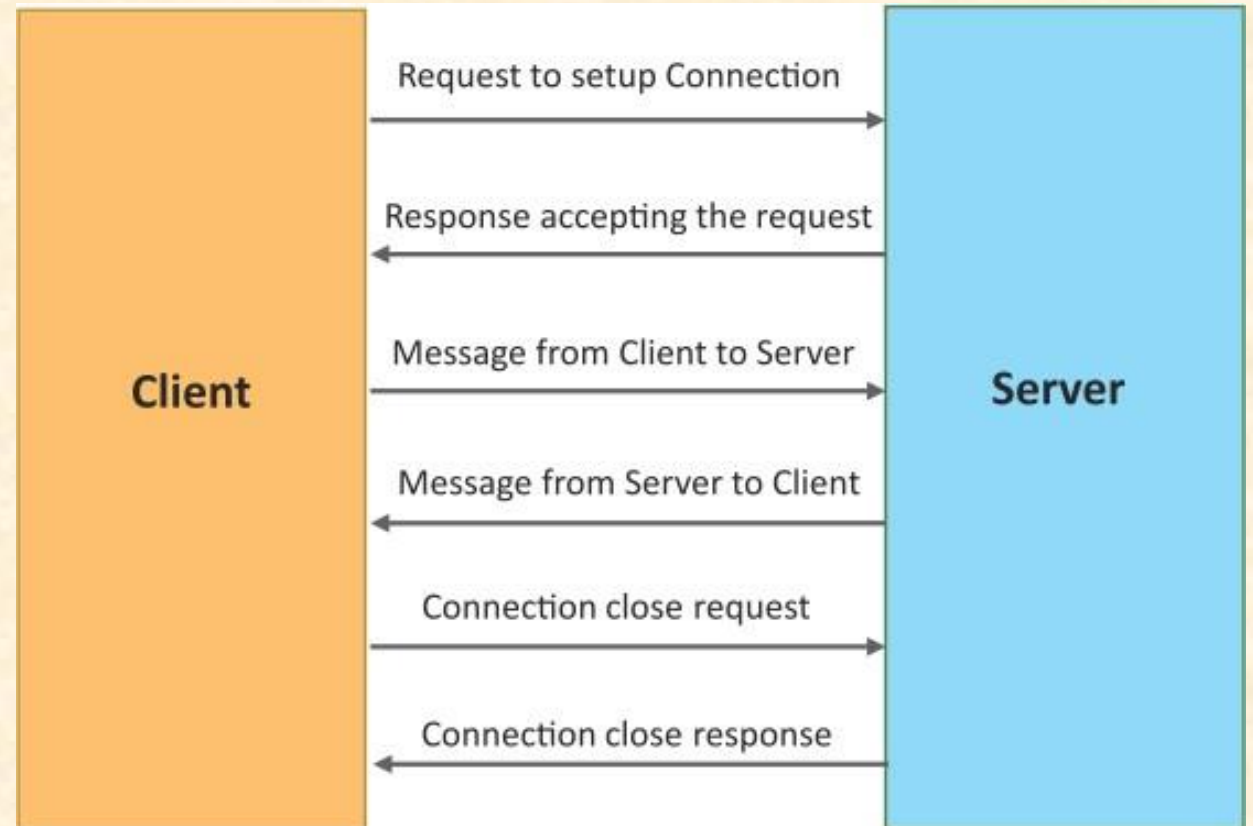 Request to setup Connection
Response accepting the request
Message from Client to Server
Client
Server
Message from Server to Client
Connection close request
Connection close response